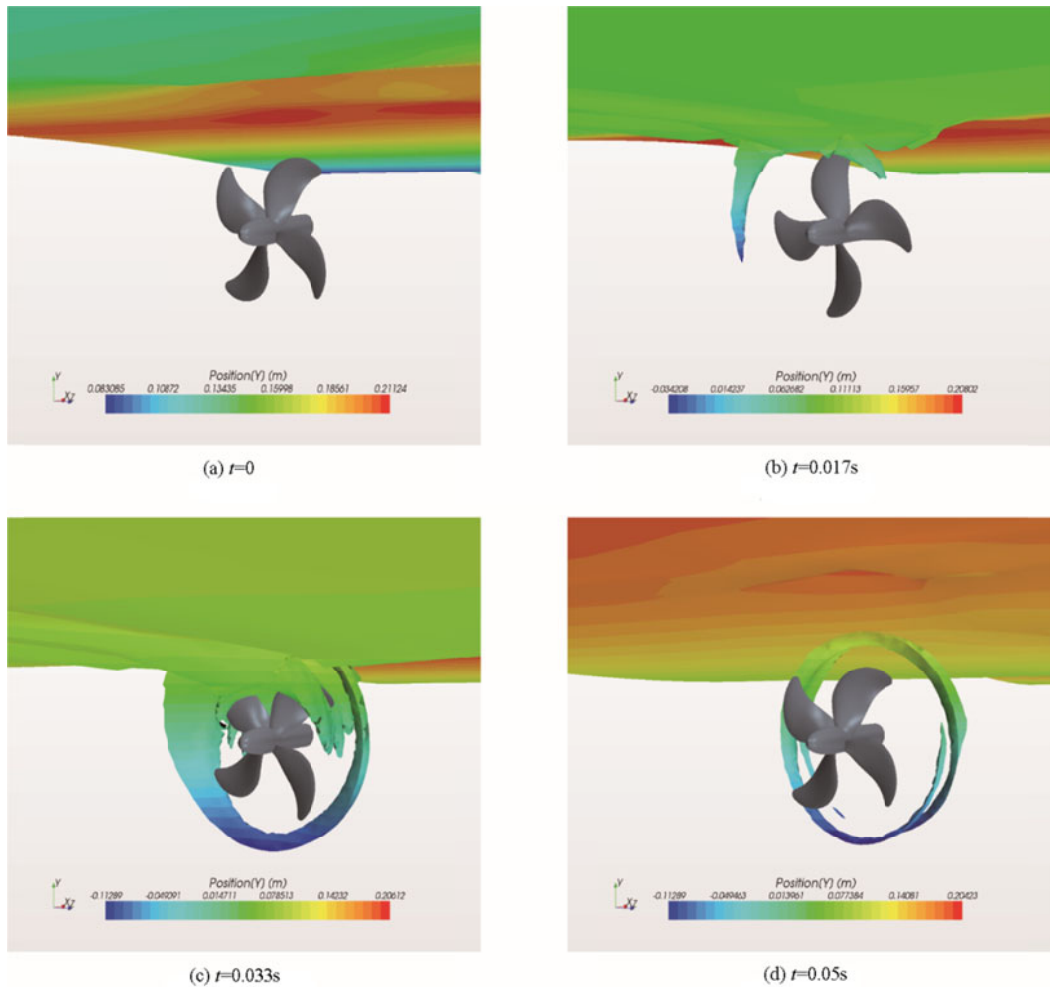 Position(Y) (m)
0.083085 0.10872 0.13435 0.15998 0.18561 0.21124
Y
X Z
(a) t=0
Position(Y) (m)
-0.034208 0.014237 0.062682 0.11113 0.15957 0.20802
Y
X Z
(b) t=0.017s
Position(Y) (m)
-0.11289 -0.049091 0.014711 0.078513 0.14232 0.20612
Y
X Z
(c) t=0.033s
Position(Y) (m)
-0.11289 -0.049463 0.013961 0.077384 0.14081 0.20423
Y
X Z
(d) t=0.05s